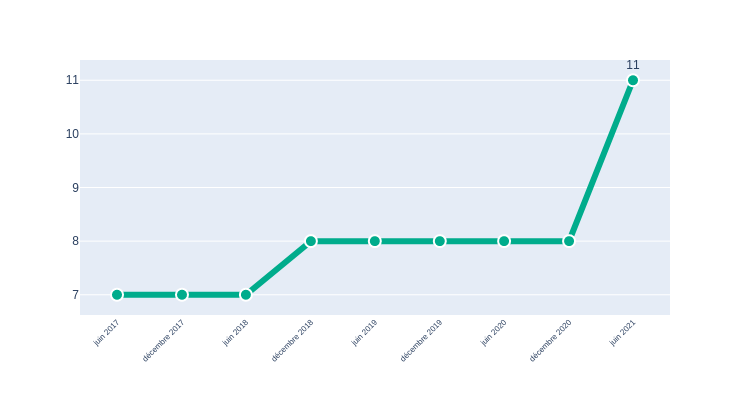 11
11
10
9
8
7
juin 2017
décembre 2017
juin 2018
décembre 2018
juin 2019
décembre 2019
juin 2020
décembre 2020
juin 2021